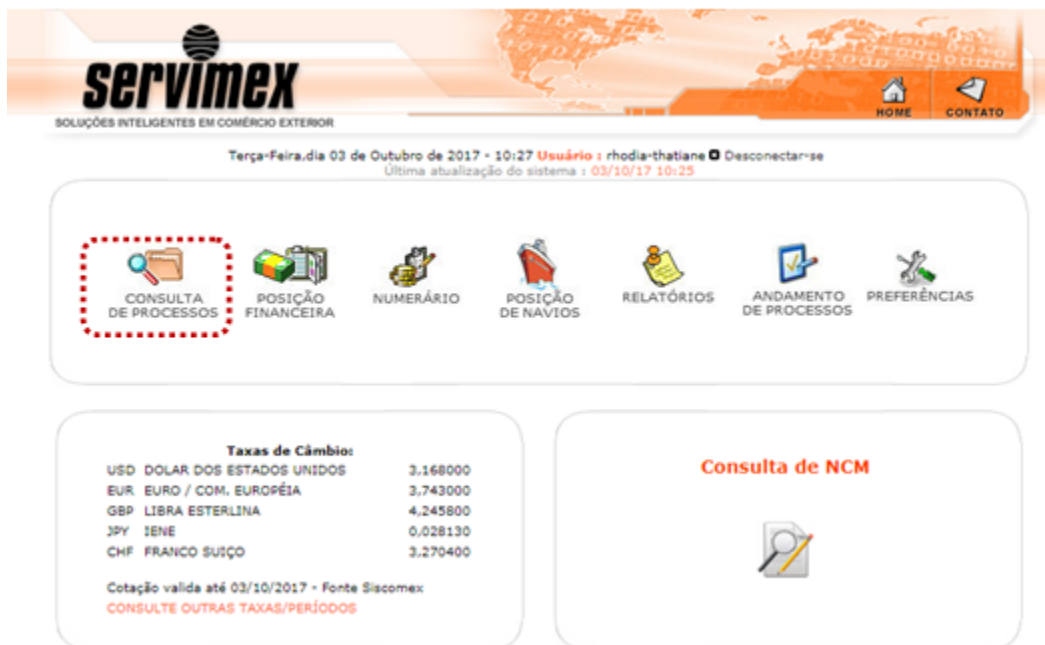 servimex
SOLUÇÕES INTELIGENTES EM COMÉRCIO EXTERIOR
HOME
CONTATO
Terça-Feira,dia 03 de Outubro de 2017 - 10:27 Usuário : rhodia-thatiane Desconectar-se
Última atualização do sistema : 03/10/17 10:25
CONSULTA
DE PROCESSOS
POSIÇÃO
FINANCEIRA
NUMERÁRIO
POSIÇÃO
DE NAVIOS
RELATÓRIOS
ANDAMENTO
DE PROCESSOS
PREFERÊNCIAS
Taxas de Câmbio:
USD DOLAR DOS ESTADOS UNIDOS 3,168000
EUR EURO / COM. EUROPÉIA 3,743000
GBP LIBRA ESTERLINA 4,245800
JPY IENE 0,028130
CHF FRANCO SUIÇO 3,270400
Cotação valida até 03/10/2017 - Fonte Siscomex
CONSULTE OUTRAS TAXAS/PERÍODOS
Consulta de NCM